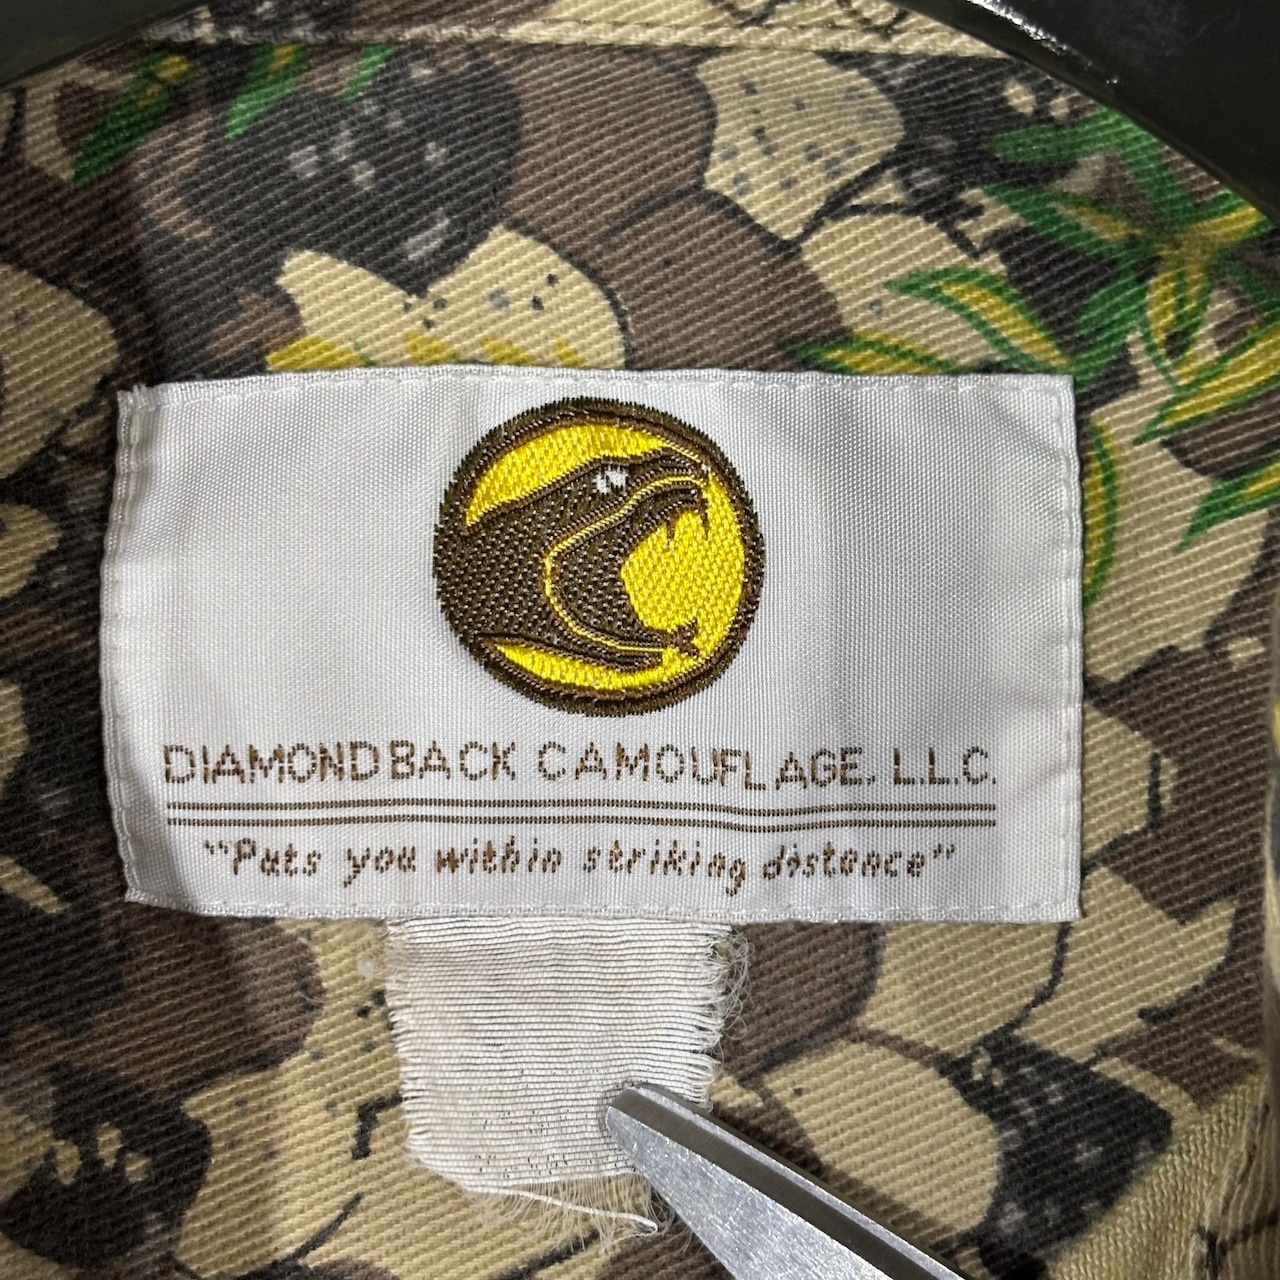 DIAMONDBACK CAMOUFLAGE, L.L.C.
"Puts you within striking distance"